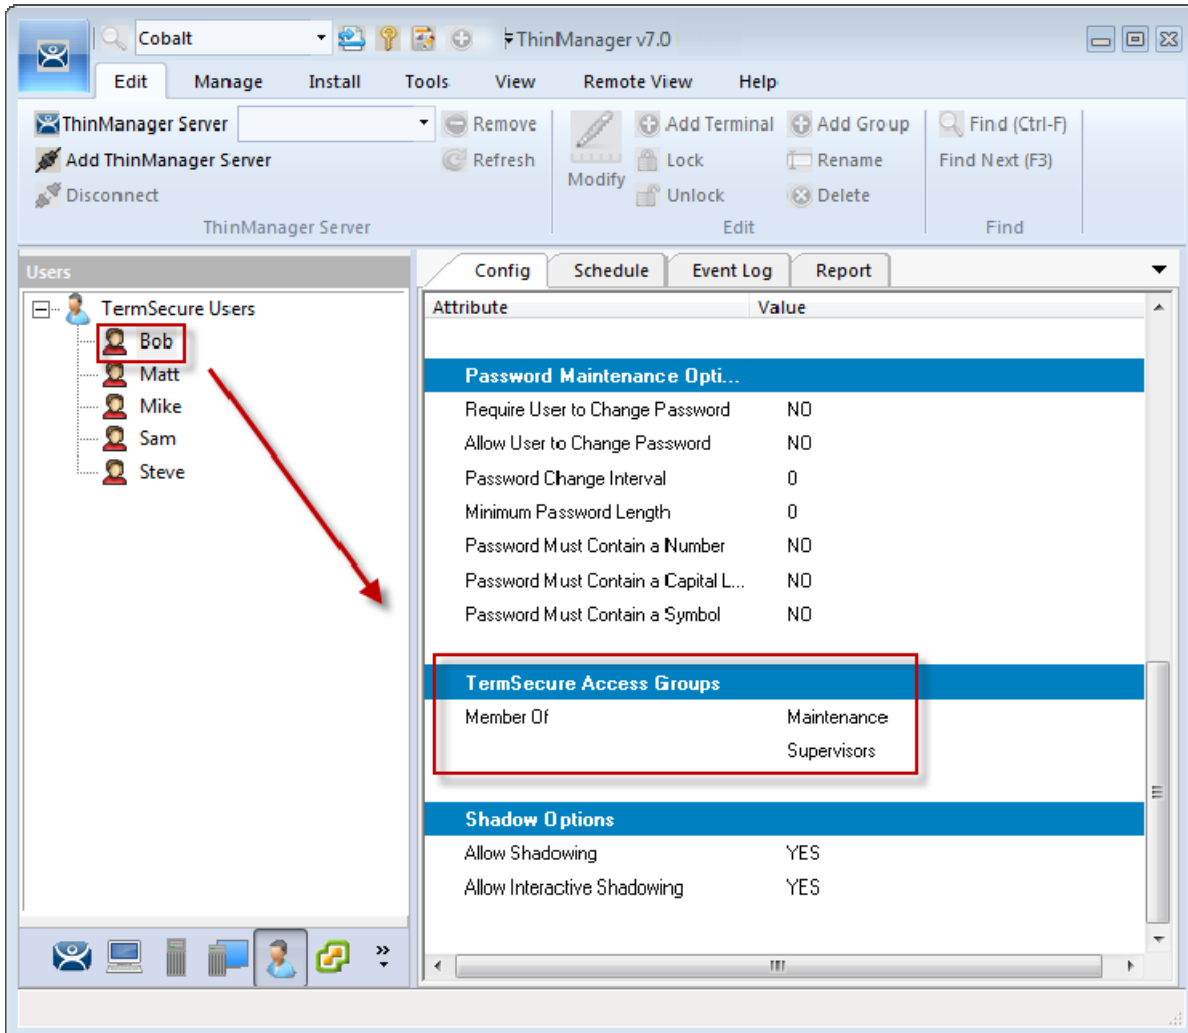 Cobalt ThinManager v7.0
Edit Manage Install Tools View Remote View Help
ThinManager Server Remove Add Terminal Add Group Find (Ctrl-F)
Add ThinManager Server Refresh Modify Lock Rename Find Next (F3)
Disconnect Unlock Delete
ThinManager Server Edit Find
Users
TermSecure Users
Bob
Matt
Mike
Sam
Steve
Config Schedule Event Log Report
Attribute Value
Password Maintenance Opti...
Require User to Change Password NO
Allow User to Change Password NO
Password Change Interval 0
Minimum Password Length 0
Password Must Contain a Number NO
Password Must Contain a Capital L... NO
Password Must Contain a Symbol NO
TermSecure Access Groups
Member Of Maintenance
Supervisors
Shadow Options
Allow Shadowing YES
Allow Interactive Shadowing YES